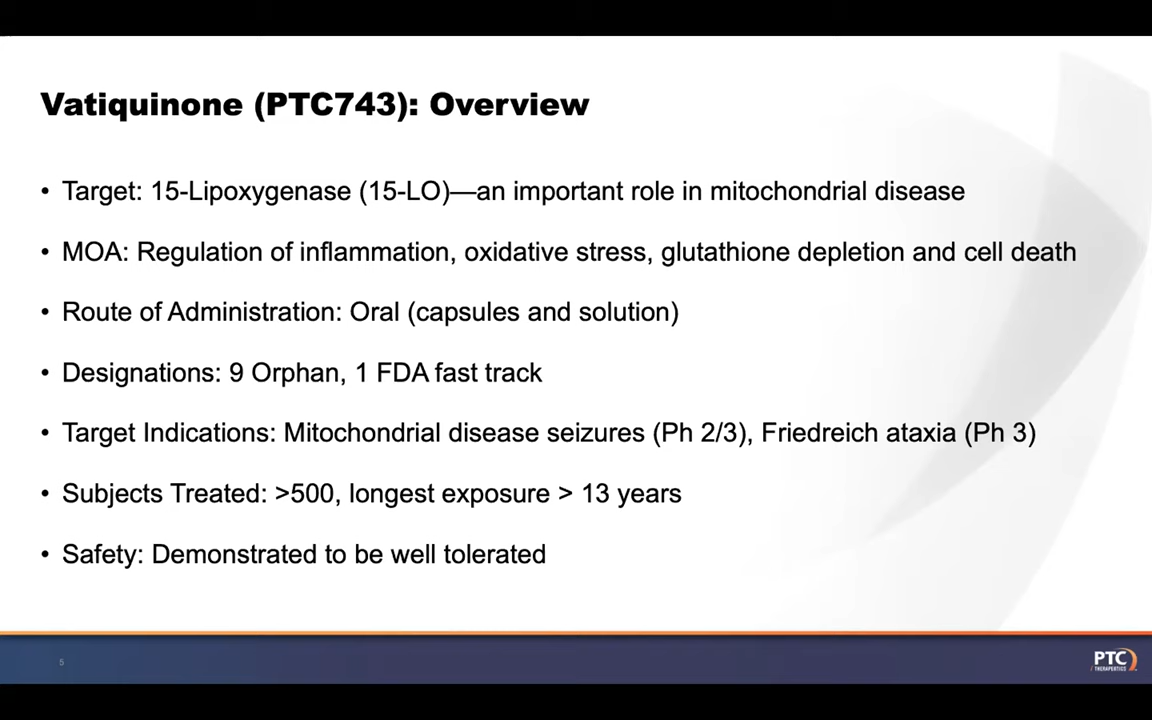 Vatiquinone (PTC743): Overview
• Target: 15-Lipoxygenase (15-LO)—an important role in mitochondrial disease
• MOA: Regulation of inflammation, oxidative stress, glutathione depletion and cell death
• Route of Administration: Oral (capsules and solution)
• Designations: 9 Orphan, 1 FDA fast track
• Target Indications: Mitochondrial disease seizures (Ph 2/3), Friedreich ataxia (Ph 3)
• Subjects Treated: >500, longest exposure > 13 years
• Safety: Demonstrated to be well tolerated
5
PTC
THERAPEUTICS